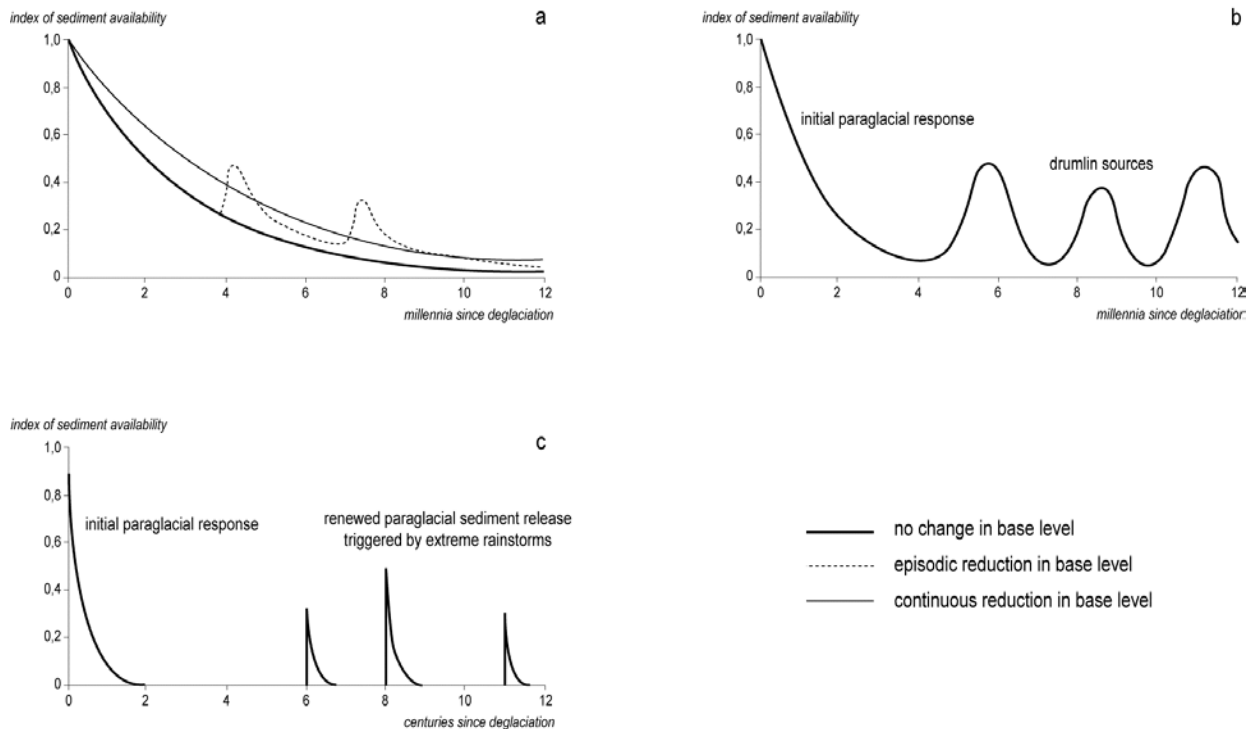 index of sediment availability
a
1,0
0,8
0,6
0,4
0,2
0
0 2 4 6 8 10 12
millennia since deglaciation
index of sediment availability
b
1,0
0,8
0,6
0,4
0,2
0
initial paraglacial response
drumlin sources
0 2 4 6 8 10 12
millennia since deglaciation
index of sediment availability
c
1,0
0,8
0,6
0,4
0,2
0
initial paraglacial response
renewed paraglacial sediment release
triggered by extreme rainstorms
0 2 4 6 8 10 12
centuries since deglaciation
no change in base level
episodic reduction in base level
continuous reduction in base level